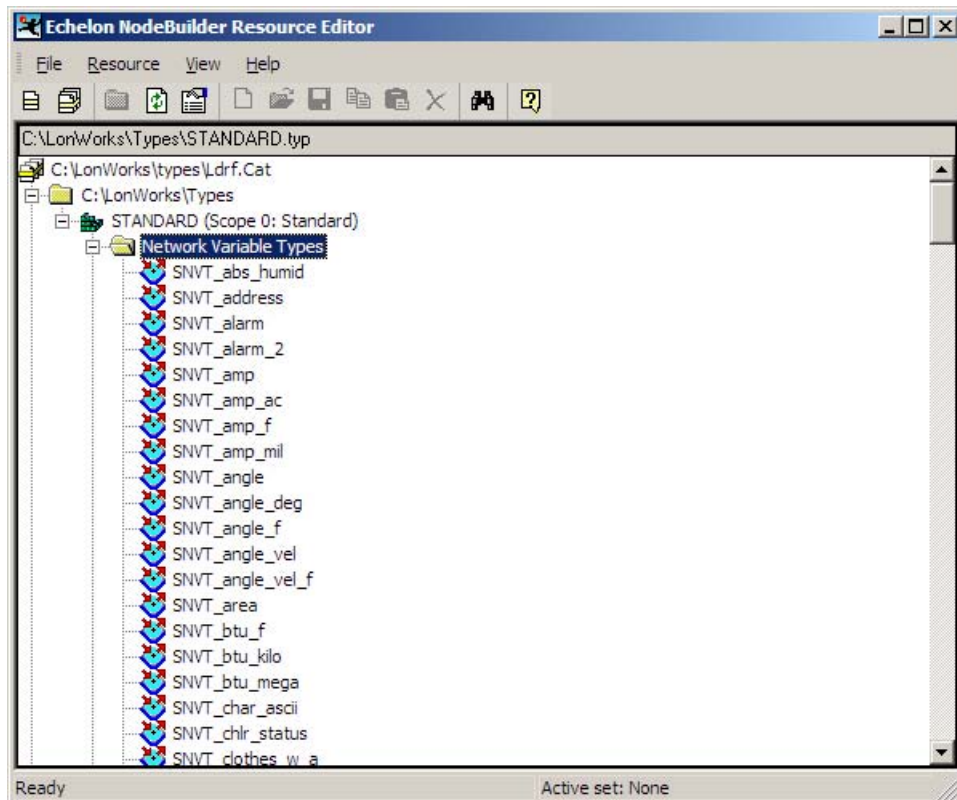 Echelon NodeBuilder Resource Editor
File Resource View Help
C:\LonWorks\Types\STANDARD.typ
C:\LonWorks\types\Ldrf.Cat
C:\LonWorks\Types
STANDARD (Scope 0: Standard)
Network Variable Types
SNVT_abs_humid
SNVT_address
SNVT_alarm
SNVT_alarm_2
SNVT_amp
SNVT_amp_ac
SNVT_amp_f
SNVT_amp_mil
SNVT_angle
SNVT_angle_deg
SNVT_angle_f
SNVT_angle_vel
SNVT_angle_vel_f
SNVT_area
SNVT_btu_f
SNVT_btu_kilo
SNVT_btu_mega
SNVT_char_ascii
SNVT_chlr_status
SNVT_clothes_w_a
Ready Active set: None